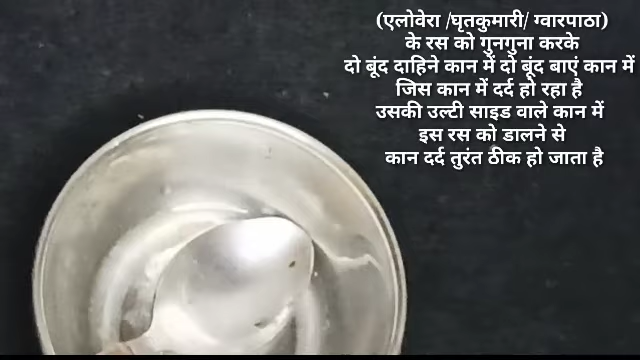 (एलोवेरा /घृतकुमारी/ ग्वारपाठा)
के रस को गुनगुना करके
दो बूंद दाहिने कान में दो बूंद बाएं कान में
जिस कान में दर्द हो रहा है
उसकी उल्टी साइड वाले कान में
इस रस को डालने से
कान दर्द तुरंत ठीक हो जाता है